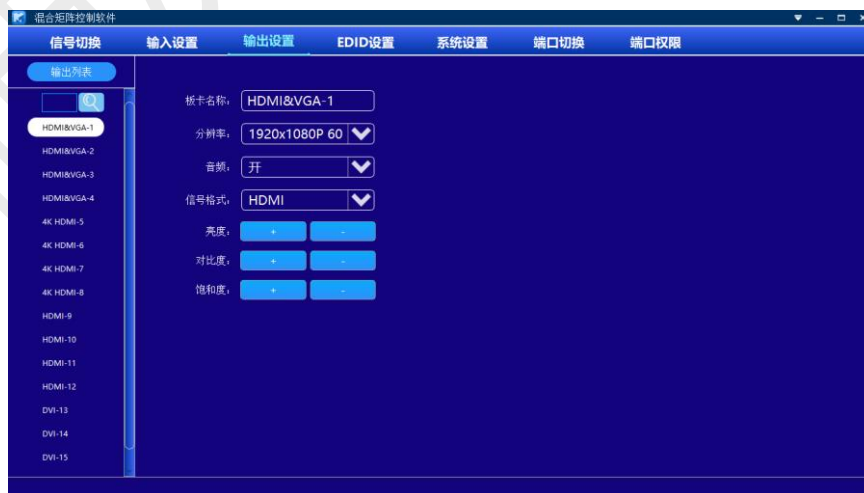 混合矩阵控制软件
信号切换 输入设置 输出设置 EDID设置 系统设置 端口切换 端口权限
输出列表
HDMI&VGA-1
HDMI&VGA-2
HDMI&VGA-3
HDMI&VGA-4
4K HDMI-5
4K HDMI-6
4K HDMI-7
4K HDMI-8
HDMI-9
HDMI-10
HDMI-11
HDMI-12
DVI-13
DVI-14
DVI-15
板卡名称: HDMI&VGA-1
分辨率: 1920x1080P 60
音频: 开
信号格式: HDMI
亮度: + -
对比度: + -
饱和度: + -